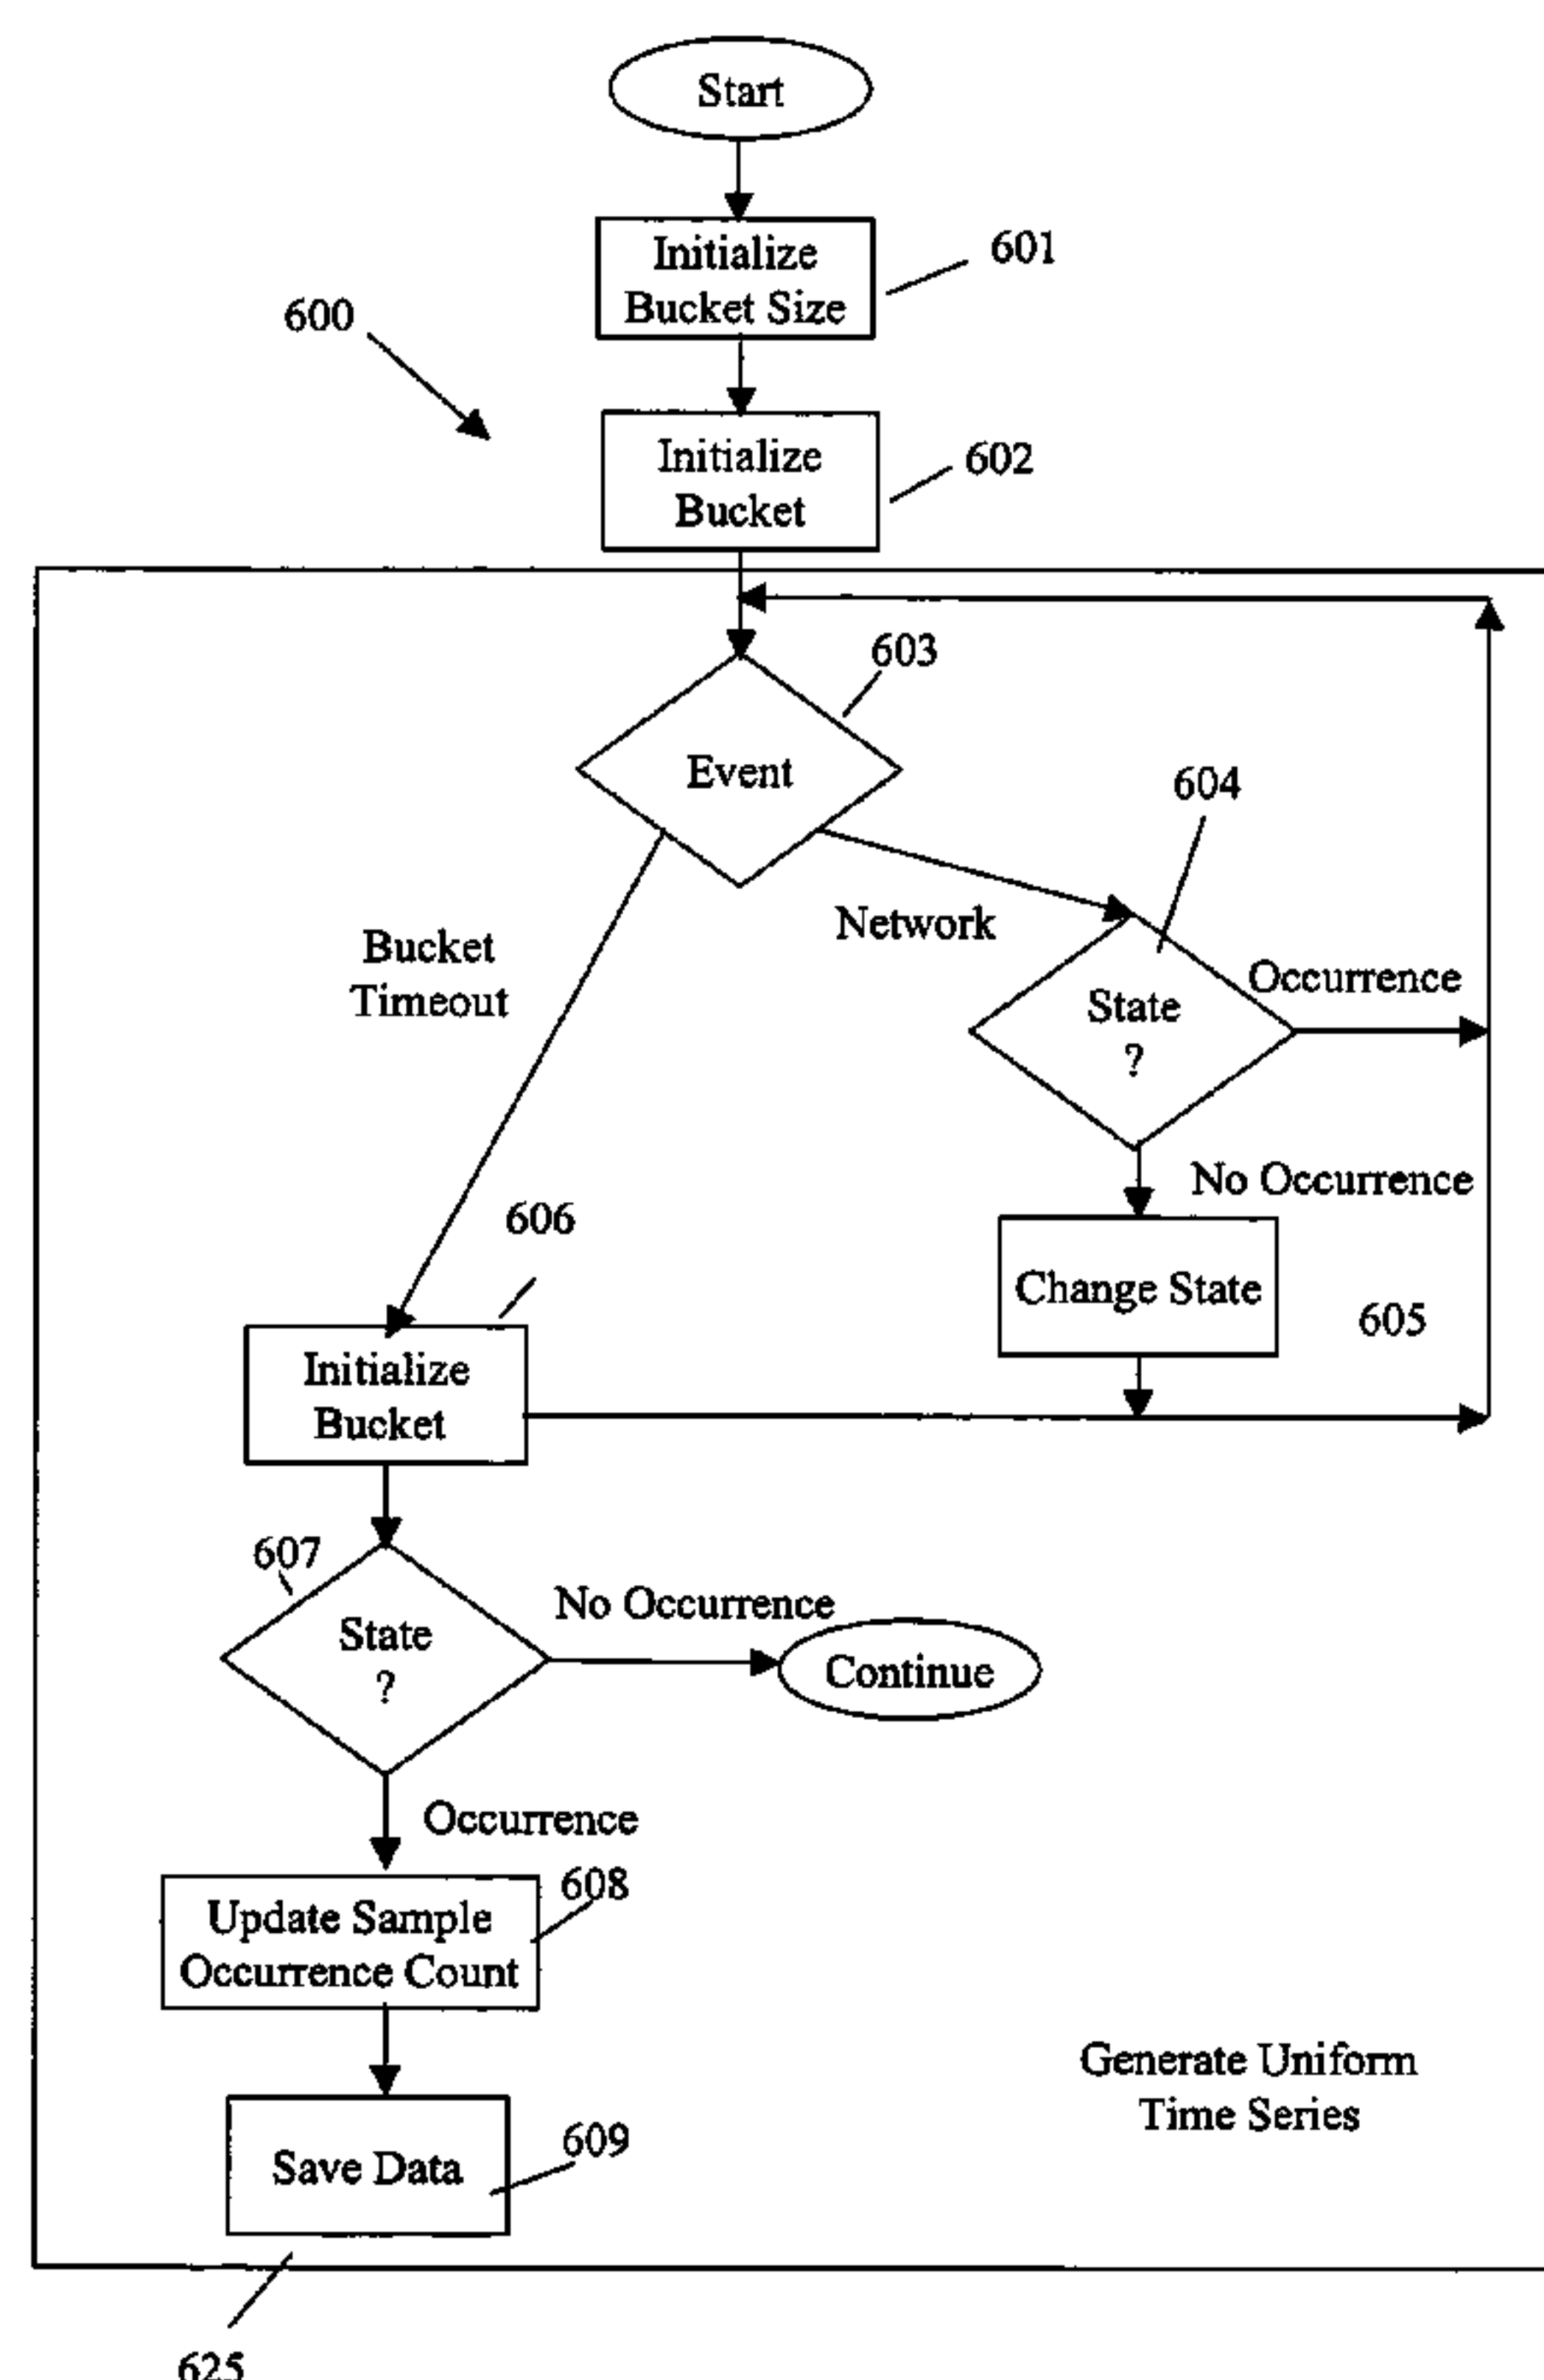 Start
Initialize
Bucket Size
601
600
Initialize
Bucket
602
603
Event
604
Network
Bucket
Timeout
Occurrence
State
?
No Occurrence
606
Change State
605
Initialize
Bucket
607
No Occurrence
State
?
Continue
Occurrence
608
Update Sample
Occurrence Count
Generate Uniform
Time Series
609
Save Data
625